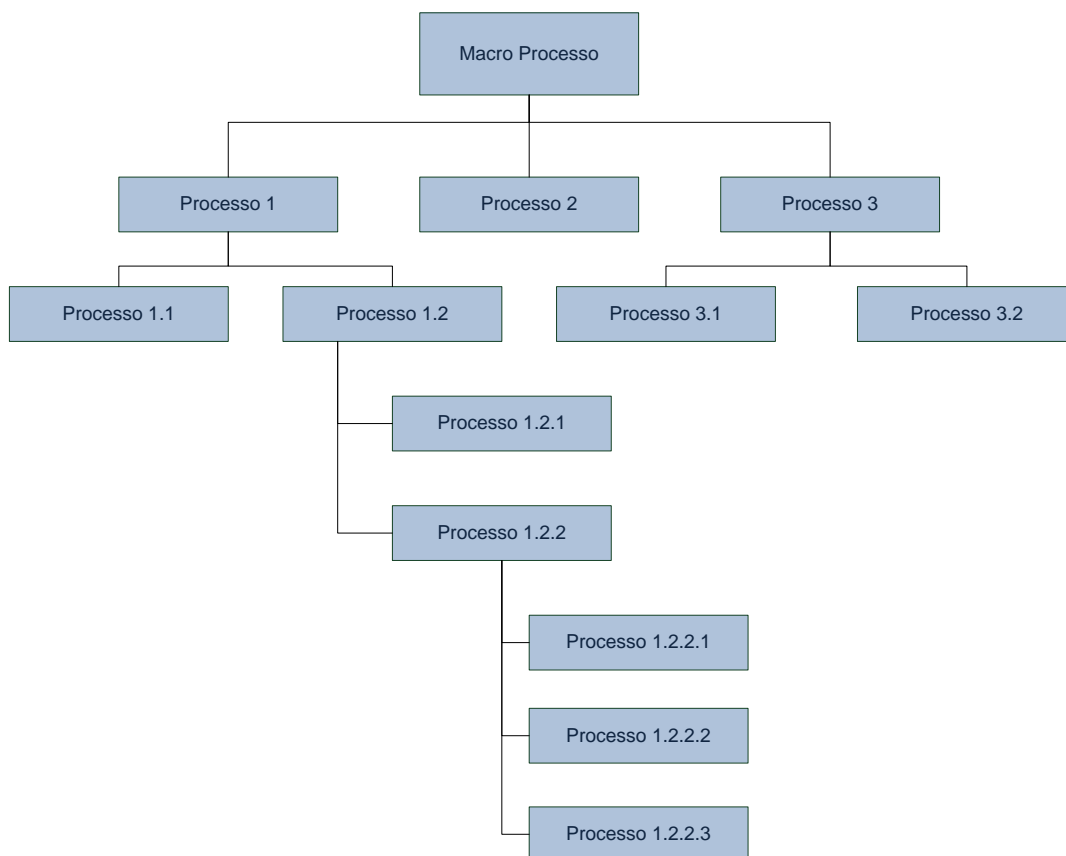 Macro Processo
Processo 1
Processo 2
Processo 3
Processo 1.1
Processo 1.2
Processo 3.1
Processo 3.2
Processo 1.2.1
Processo 1.2.2
Processo 1.2.2.1
Processo 1.2.2.2
Processo 1.2.2.3